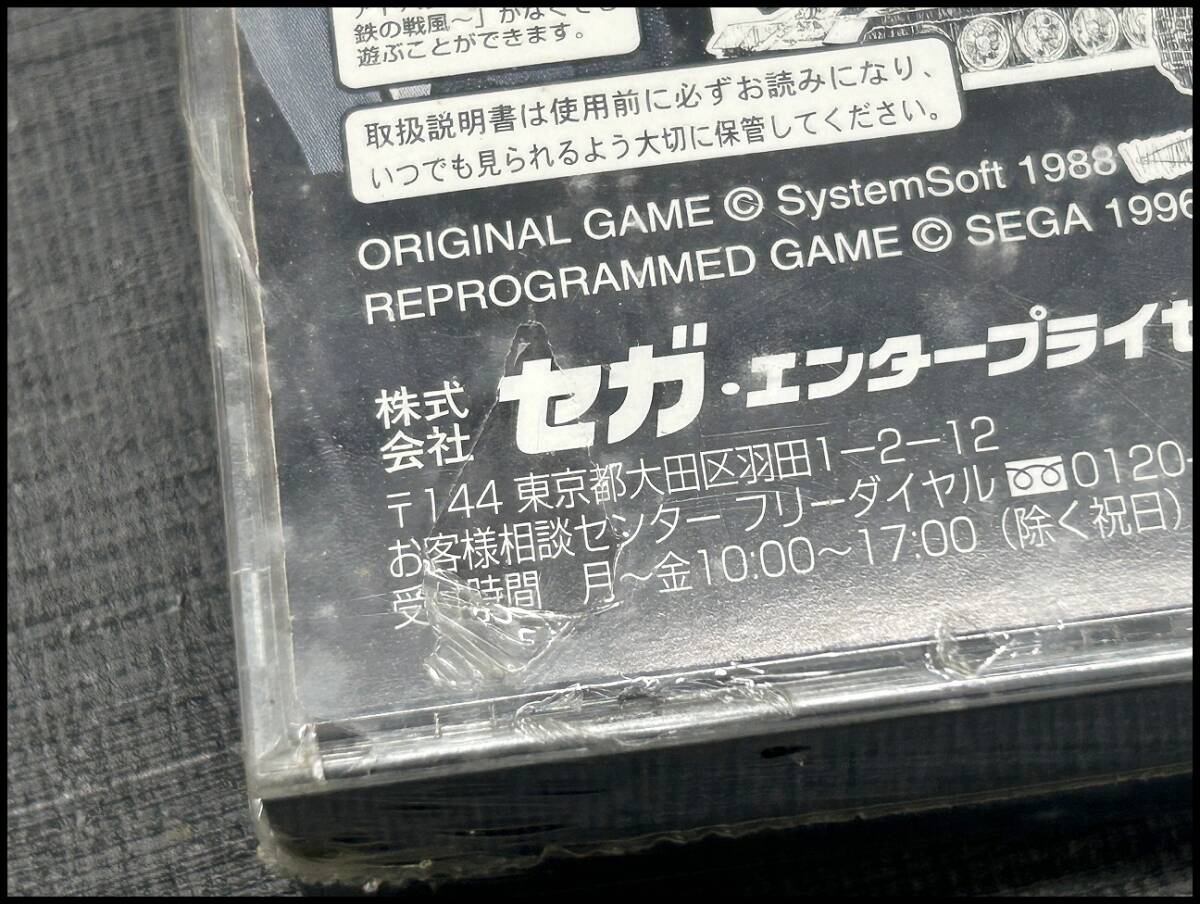 鉄の戦風～」がなくても
遊ぶことができます。
取扱説明書は使用前に必ずお読みになり、
いつでも見られるよう大切に保管してください。
ORIGINAL GAME © SystemSoft 1988
REPROGRAMMED GAME © SEGA 1996
株式会社 セガ・エンタープライゼ
〒144 東京都大田区羽田1-2-12
お客様相談センター フリーダイヤル 0120-
受 時間 月～金10:00～17:00（除く祝日）